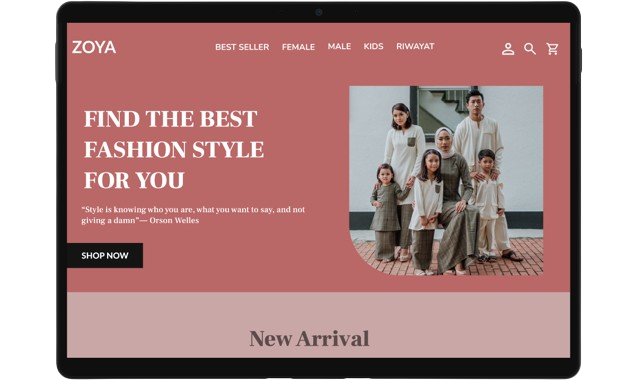 ZOYA
BEST SELLER FEMALE MALE KIDS RIWAYAT
FIND THE BEST
FASHION STYLE
FOR YOU
"Style is knowing who you are, what you want to say, and not
giving a damn"— Orson Welles
SHOP NOW
New Arrival